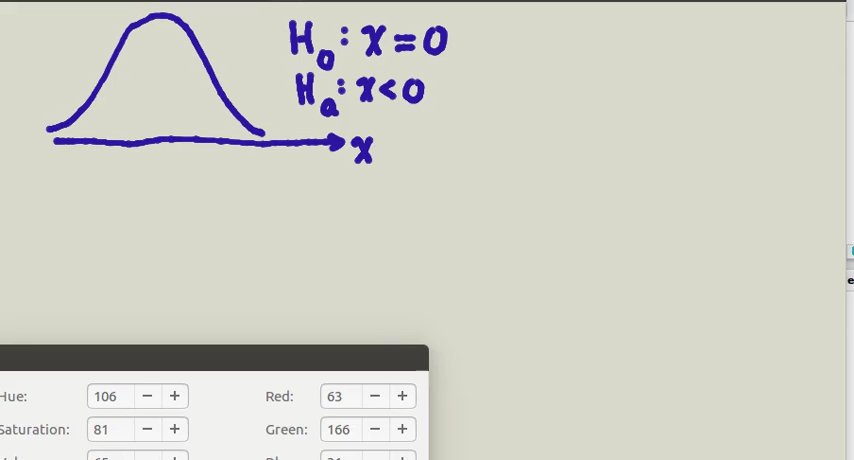 H₀: x = 0
Hₐ: x < 0
x
e
Hue: 106 − + Red: 63 − +
Saturation: 81 − + Green: 166 − +